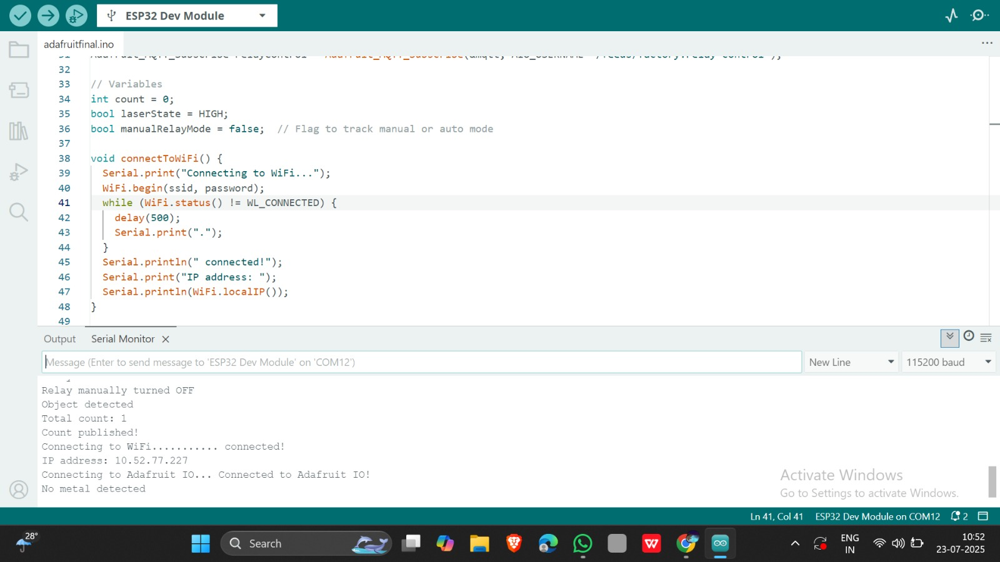 ESP32 Dev Module
adafruitfinal.ino
32
33 // Variables
34 int count = 0;
35 bool laserState = HIGH;
36 bool manualRelayMode = false; // Flag to track manual or auto mode
37
38 void connectToWiFi() {
39 Serial.print("Connecting to WiFi...");
40 WiFi.begin(ssid, password);
41 while (WiFi.status() != WL_CONNECTED) {
42 delay(500);
43 Serial.print(".");
44 }
45 Serial.println(" connected!");
46 Serial.print("IP address: ");
47 Serial.println(WiFi.localIP());
48 }
49
Output Serial Monitor
Message (Enter to send message to 'ESP32 Dev Module' on 'COM12') New Line 115200 baud
Relay manually turned OFF
Object detected
Total count: 1
Count published!
Connecting to WiFi........... connected!
IP address: 10.52.77.227
Connecting to Adafruit IO... Connected to Adafruit IO!
No metal detected
Activate Windows
Go to Settings to activate Windows.
Ln 41, Col 41 ESP32 Dev Module on COM12 2
28°
Search
ENG
IN
10:52
23-07-2025